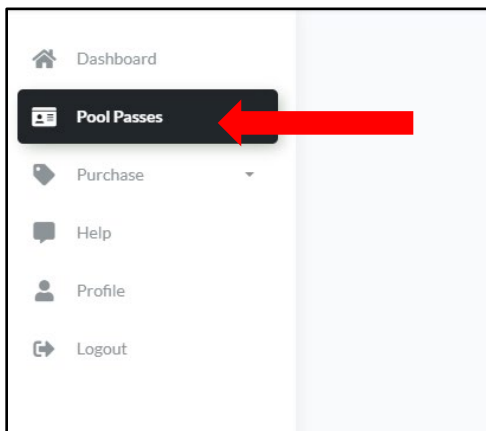 Dashboard
Pool Passes
Purchase
Help
Profile
Logout